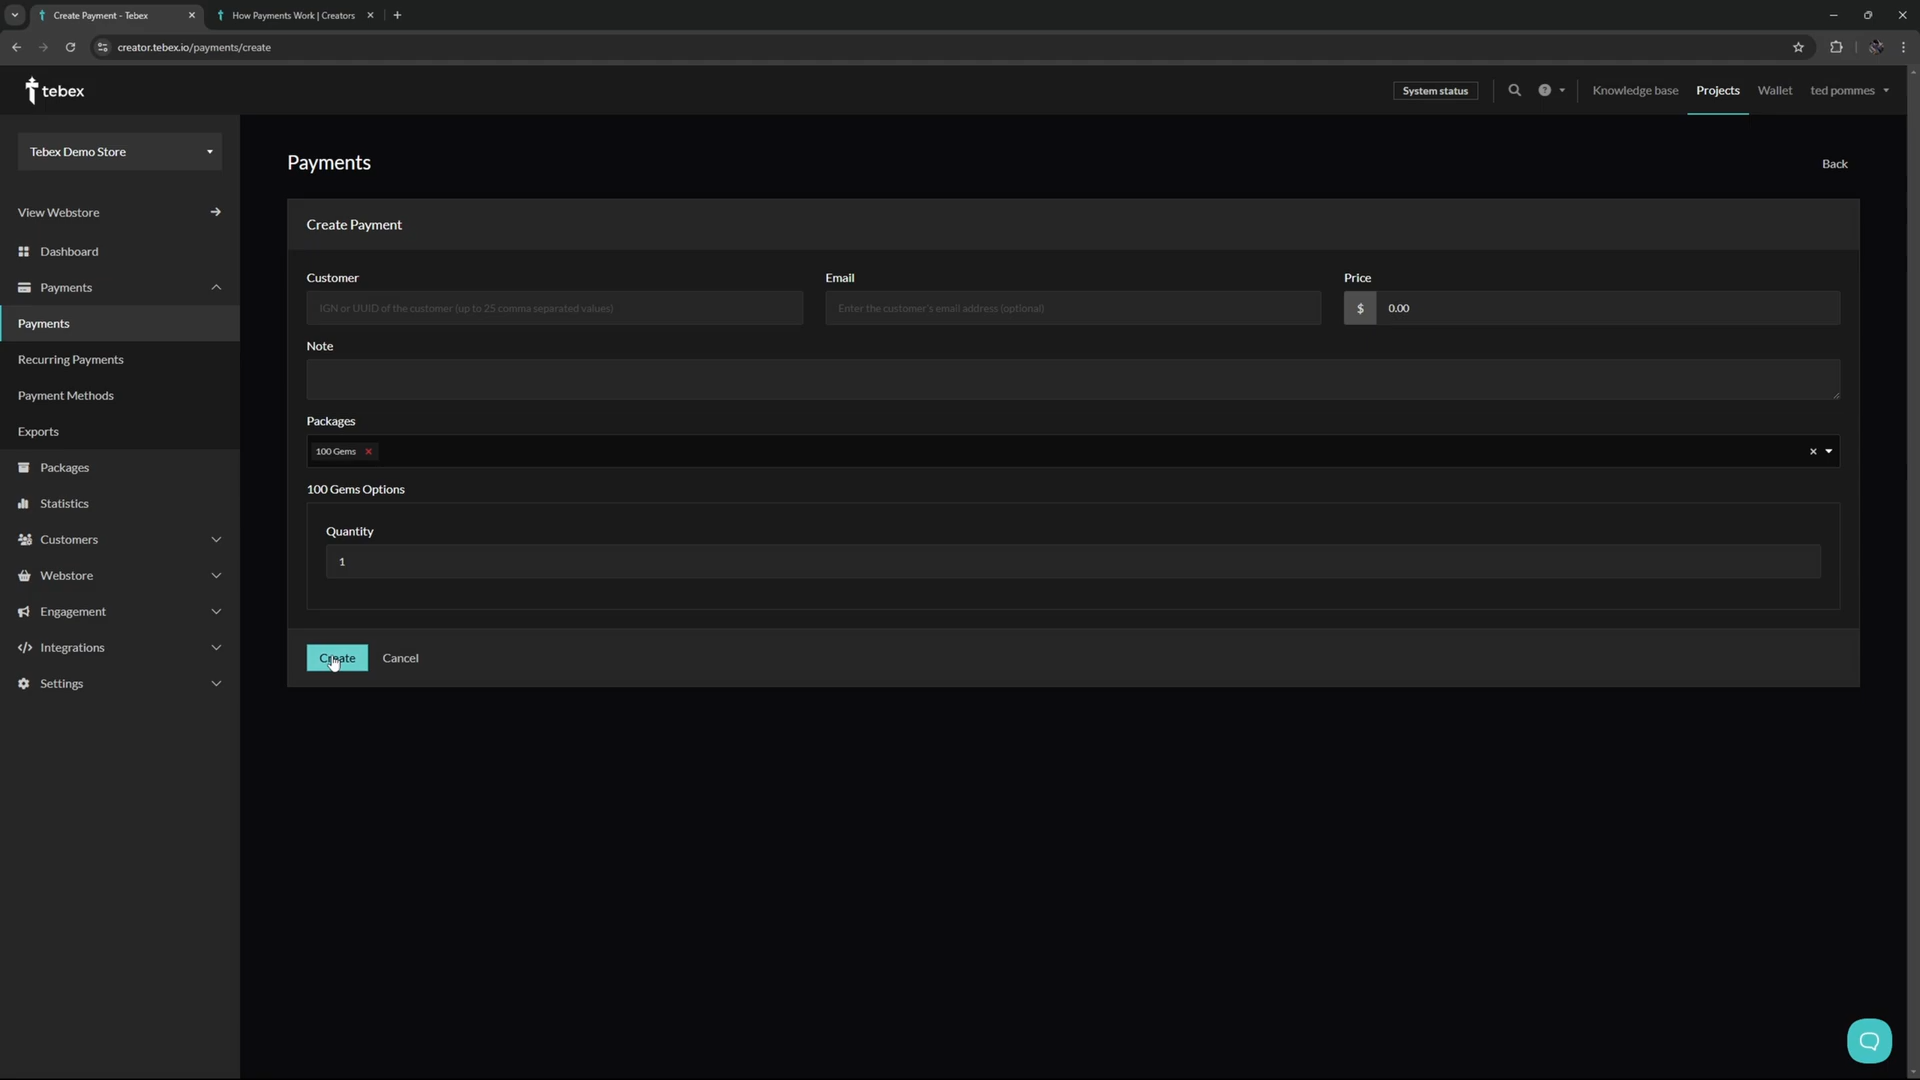 Create Payment - Tebex
How Payments Work | Creators
creator.tebex.io/payments/create
tebex
System status
Knowledge base
Projects
Wallet
ted pommes
Tebex Demo Store
View Webstore
Dashboard
Payments
Payments
Recurring Payments
Payment Methods
Exports
Packages
Statistics
Customers
Webstore
Engagement
Integrations
Settings
Payments
Back
Create Payment
Customer
Email
Price
IGN or UUID of the customer (up to 25 comma separated values)
Enter the customer's email address (optional)
$ 0.00
Note
Packages
100 Gems
100 Gems Options
Quantity
1
Create
Cancel